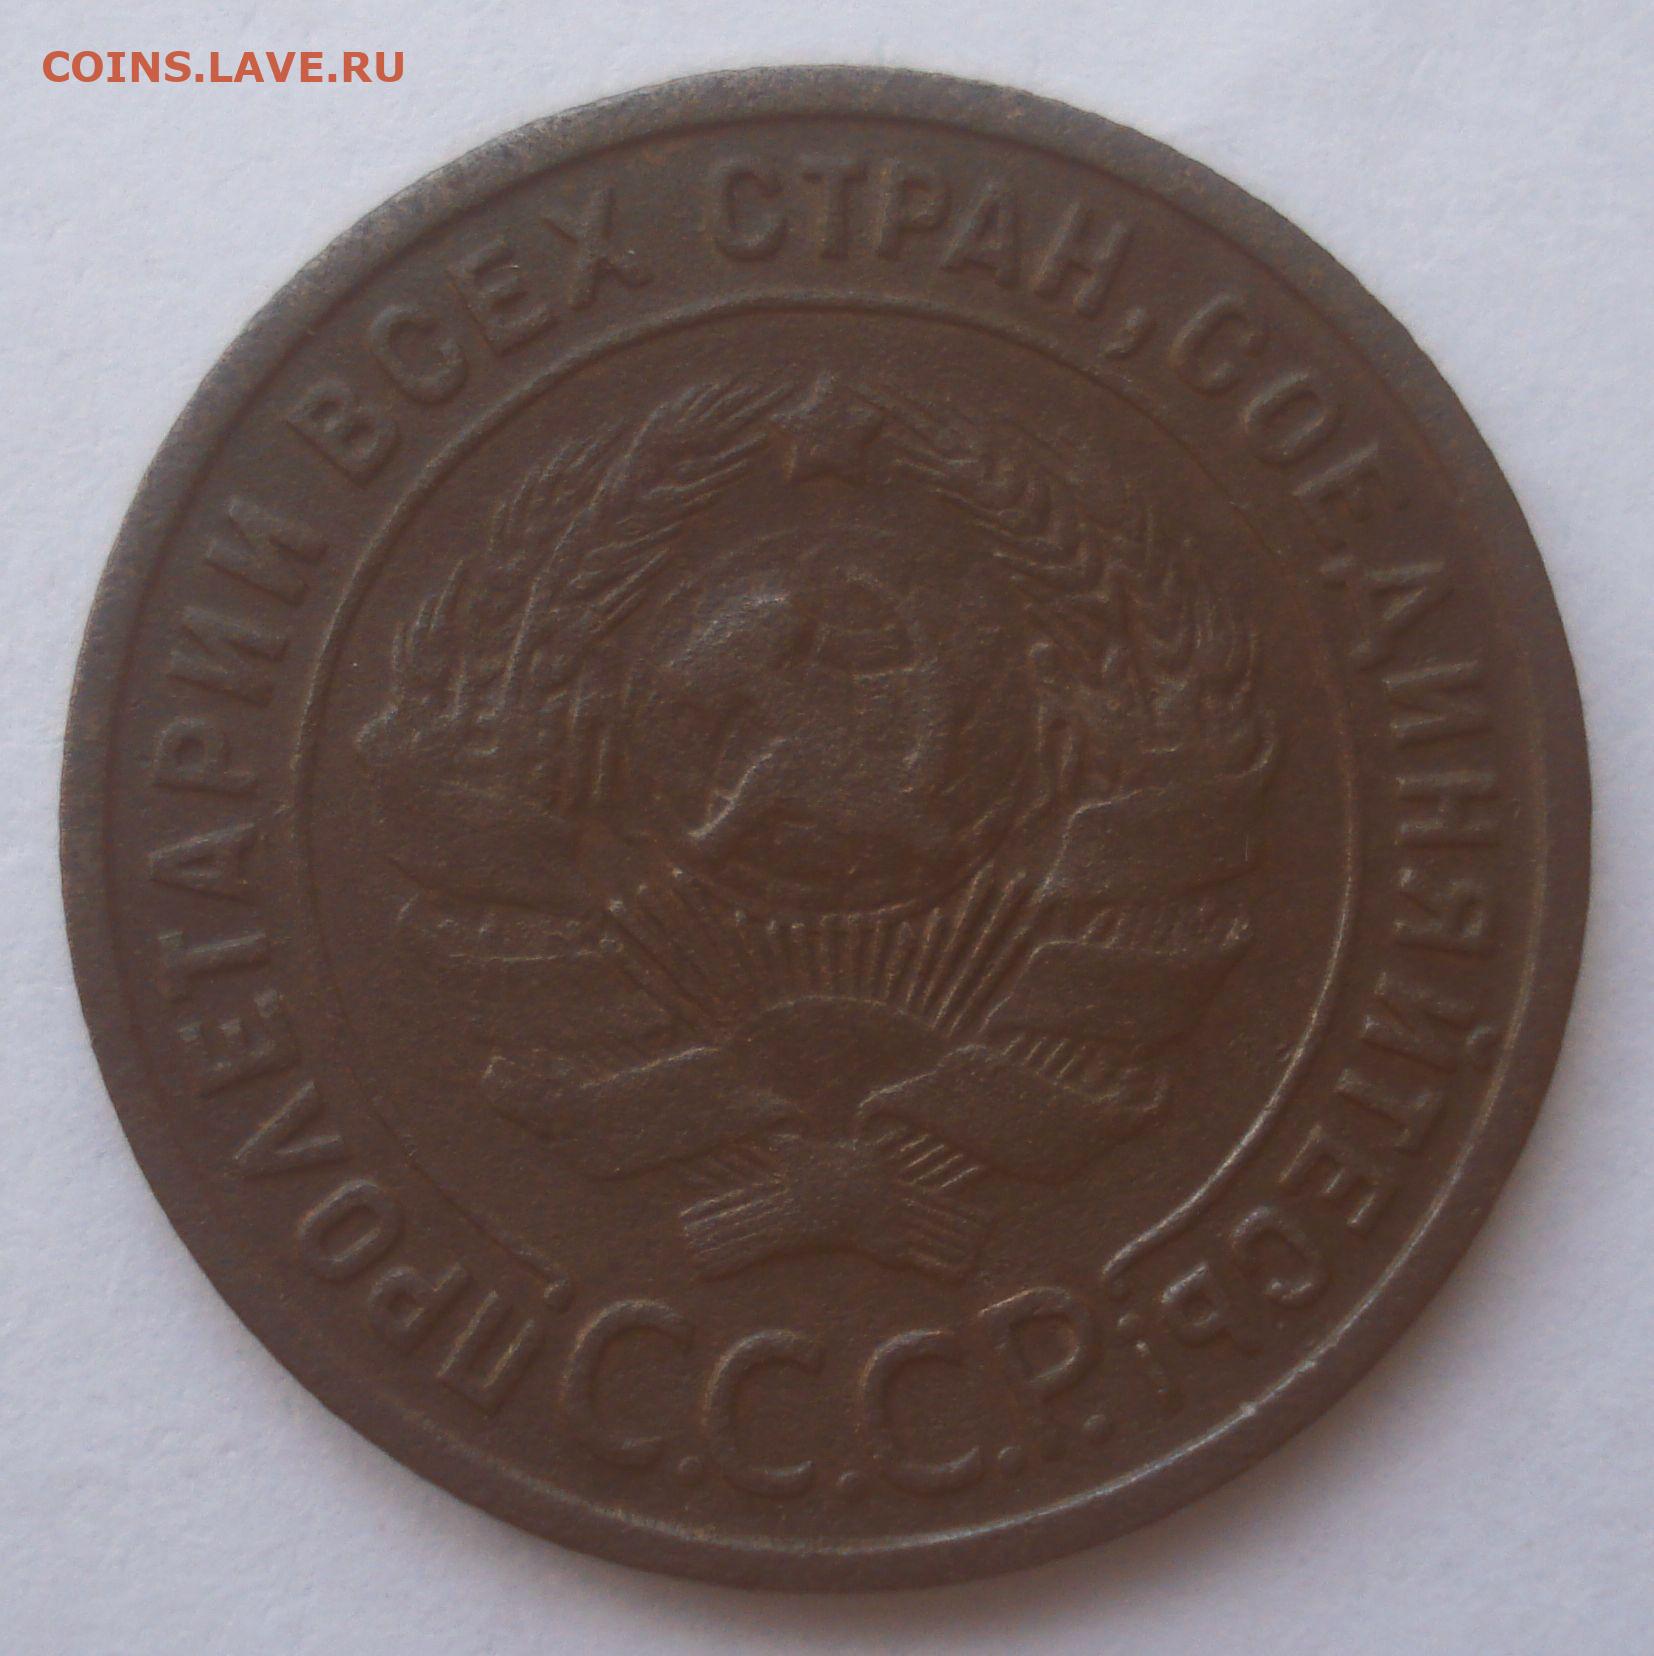 COINS.LAVE.RU
ПРОЛЕТАРИИ ВСЕХ СТРАН, СОЕДИНЯЙТЕСЬ!
С.С.С.Р.